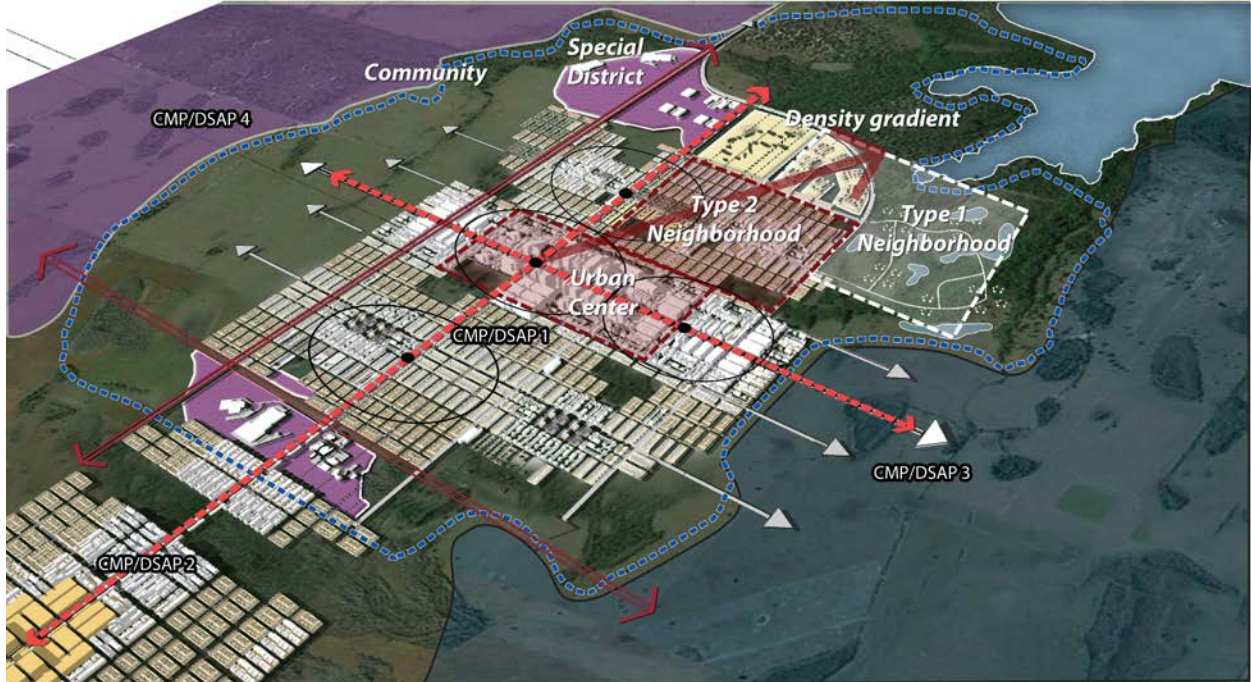 Special
District
Community
CMP/DSAP 4
Density gradient
Type 2
Neighborhood
Type 1
Neighborhood
Urban
Center
CMP/DSAP 1
CMP/DSAP 3
CMP/DSAP 2